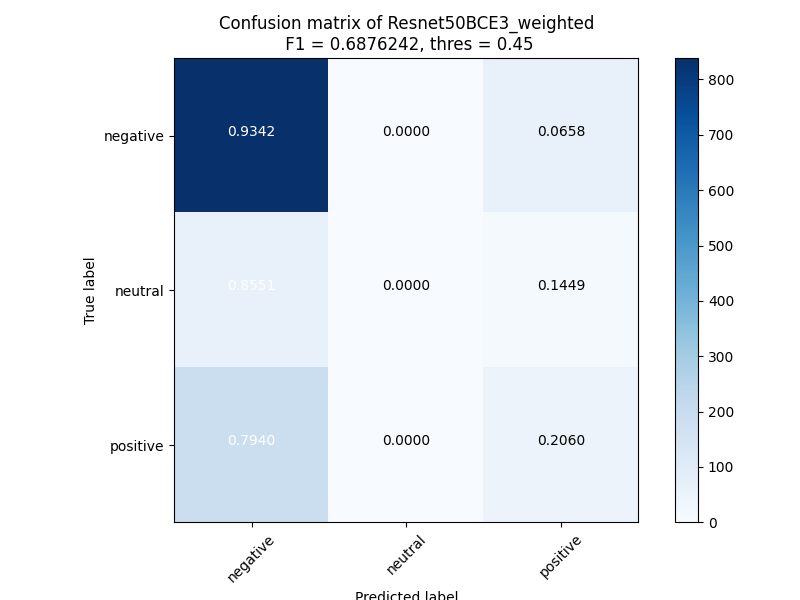 Confusion matrix of Resnet50BCE3_weighted
F1 = 0.6876242, thres = 0.45
negative 0.9342 0.0000 0.0658
neutral 0.8551 0.0000 0.1449
positive 0.7940 0.0000 0.2060
negative neutral positive
True label
Predicted label
800
700
600
500
400
300
200
100
0